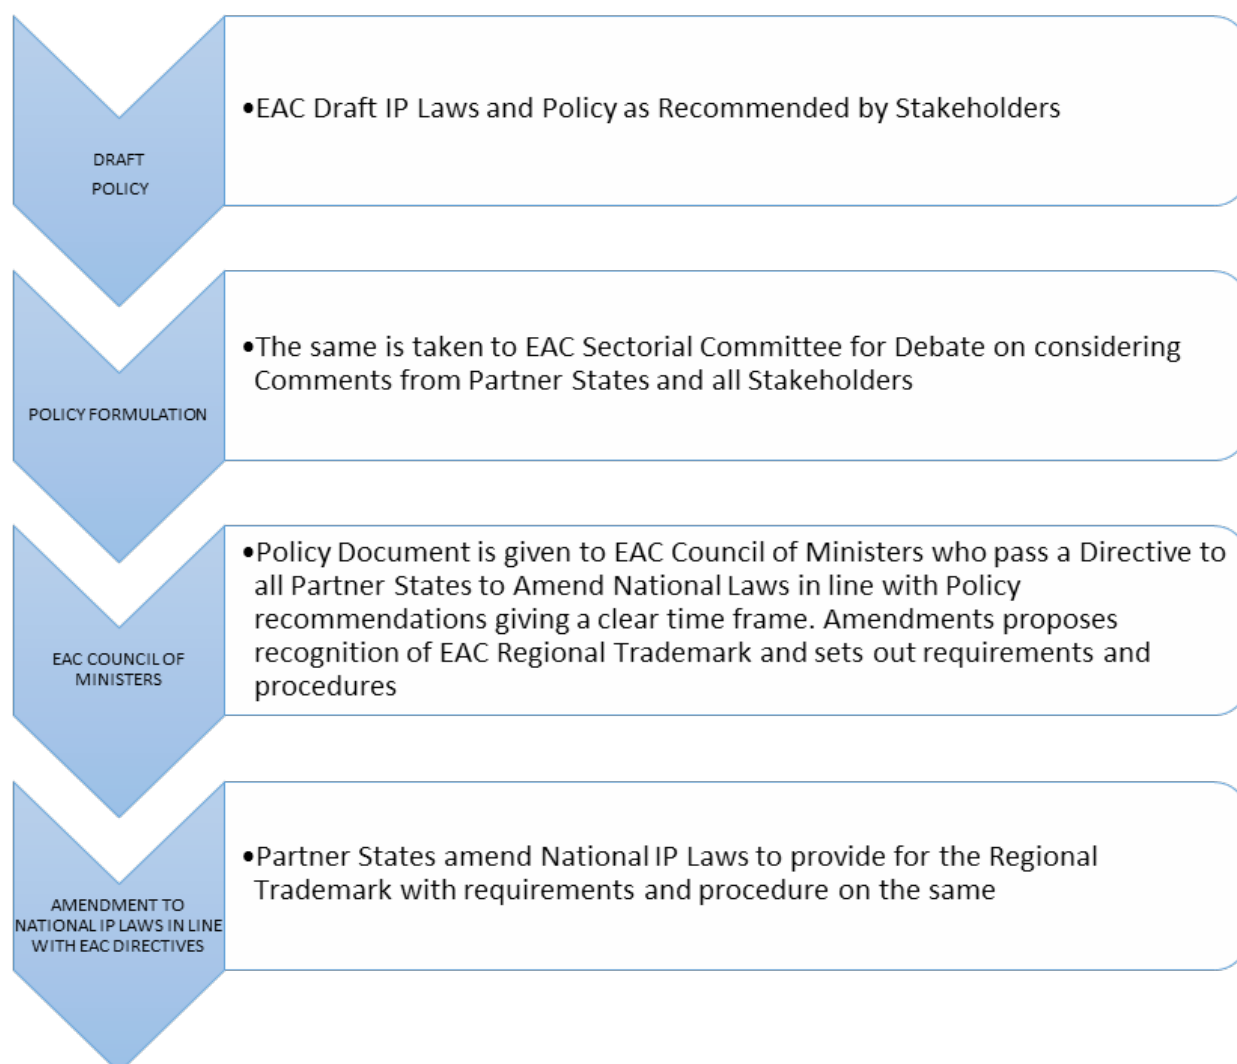 DRAFT
POLICY
•EAC Draft IP Laws and Policy as Recommended by Stakeholders
POLICY FORMULATION
•The same is taken to EAC Sectorial Committee for Debate on considering
Comments from Partner States and all Stakeholders
EAC COUNCIL OF
MINISTERS
•Policy Document is given to EAC Council of Ministers who pass a Directive to
all Partner States to Amend National Laws in line with Policy
recommendations giving a clear time frame. Amendments proposes
recognition of EAC Regional Trademark and sets out requirements and
procedures
AMENDMENT TO
NATIONAL IP LAWS IN LINE
WITH EAC DIRECTIVES
•Partner States amend National IP Laws to provide for the Regional
Trademark with requirements and procedure on the same